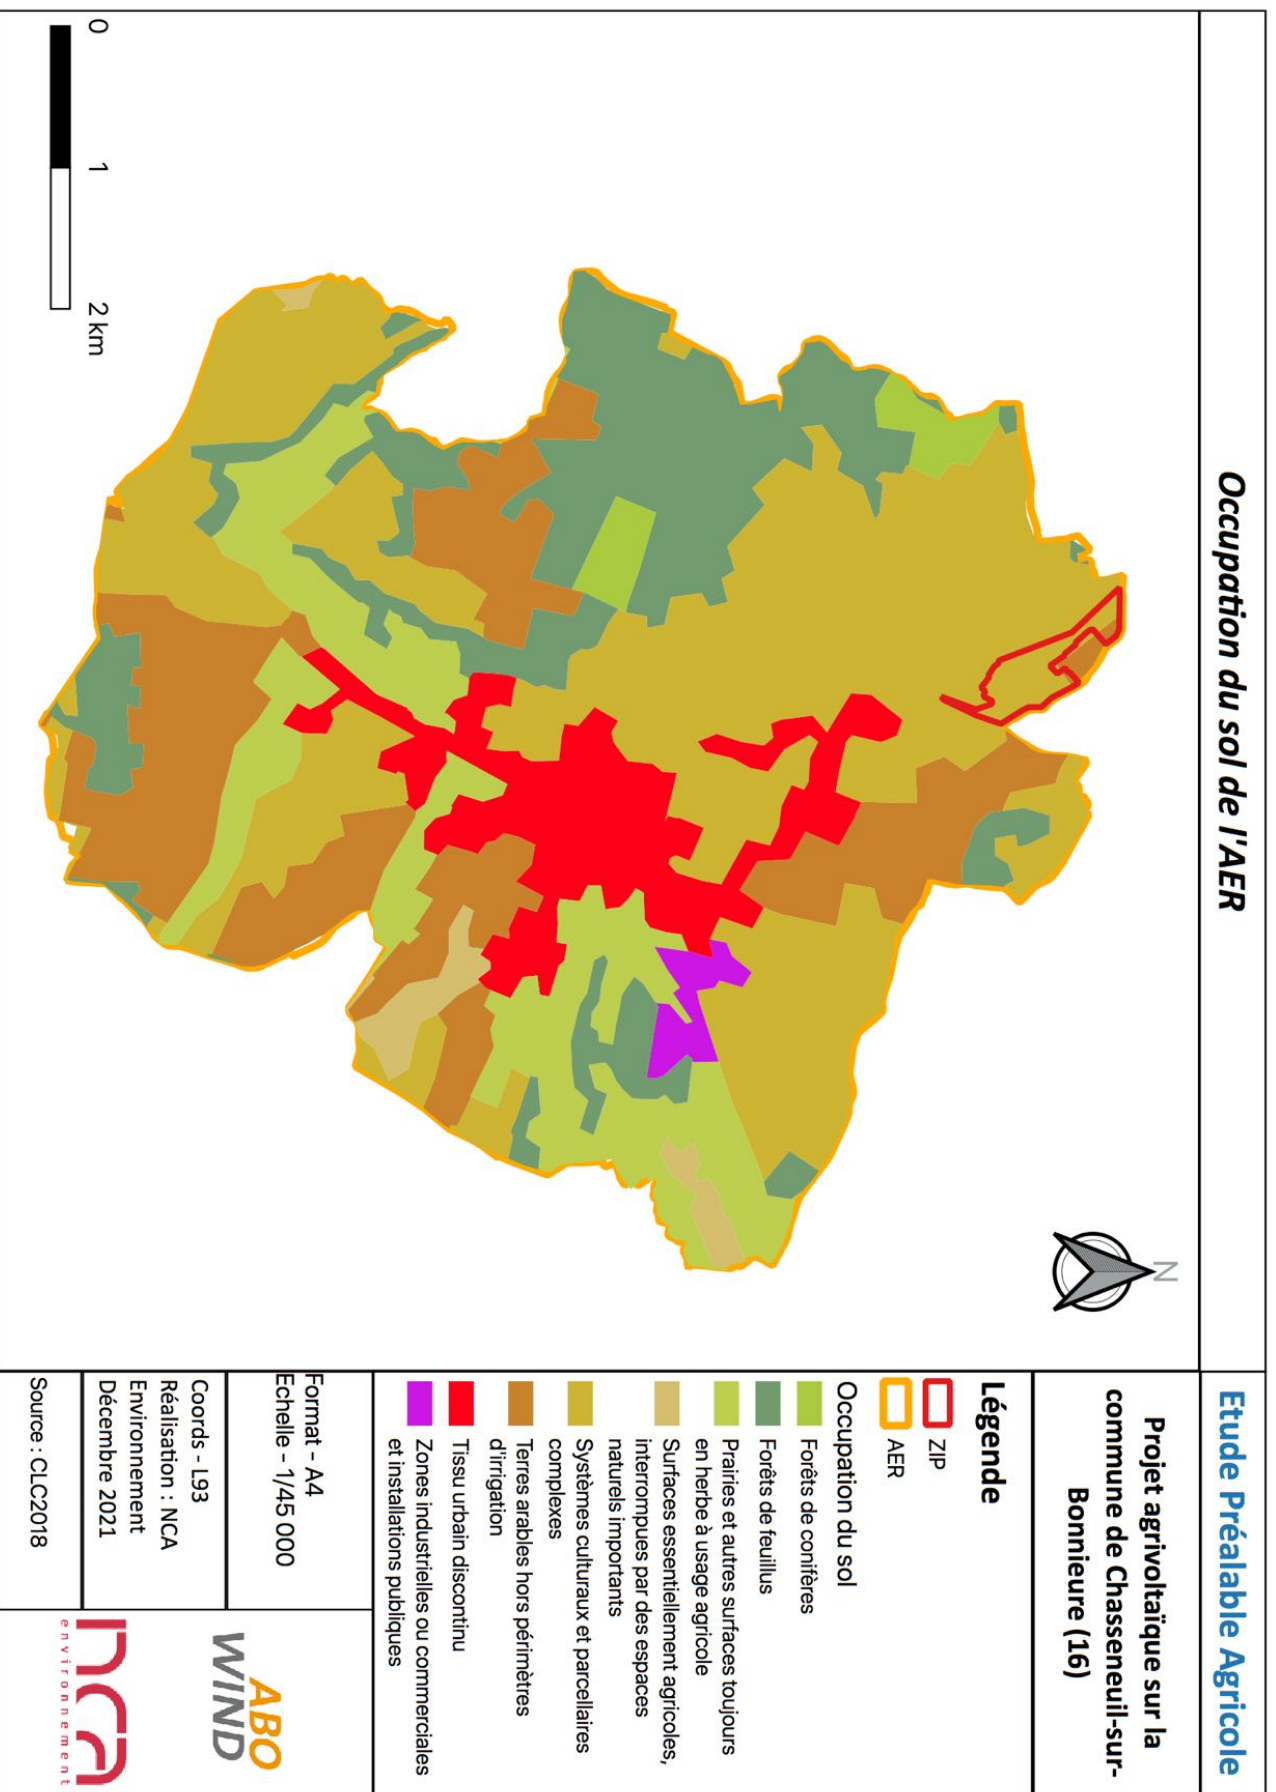 Occupation du sol de l'AER
N
0
1
2 km
Etude Préalable Agricole
Projet agrivoltaïque sur la
commune de Chasseneuil-sur-
Bonnieure (16)
Légende
ZIP
AER
Occupation du sol
Forêts de conifères
Forêts de feuillus
Prairies et autres surfaces toujours
en herbe à usage agricole
Surfaces essentiellement agricoles,
interrompues par des espaces
naturels importants
Systèmes culturaux et parcellaires
complexes
Terres arables hors périmètres
d'irrigation
Tissu urbain discontinu
Zones industrielles ou commerciales
et installations publiques
Format - A4
Echelle - 1/45 000
Coords - L93
Réalisation : NCA
Environnement
Décembre 2021
Source : CLC2018
ABO
WIND
nca
environnement